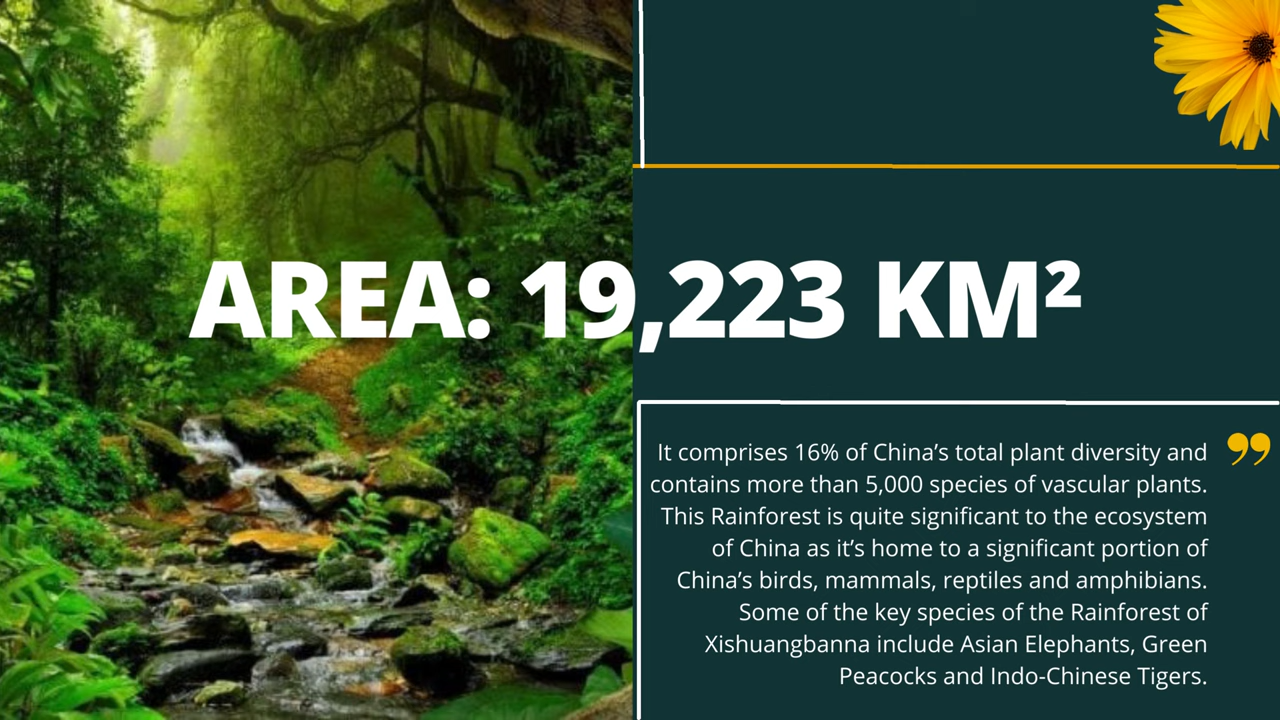 AREA: 19,223 KM²
It comprises 16% of China’s total plant diversity and
contains more than 5,000 species of vascular plants.
This Rainforest is quite significant to the ecosystem
of China as it’s home to a significant portion of
China’s birds, mammals, reptiles and amphibians.
Some of the key species of the Rainforest of
Xishuangbanna include Asian Elephants, Green
Peacocks and Indo-Chinese Tigers.